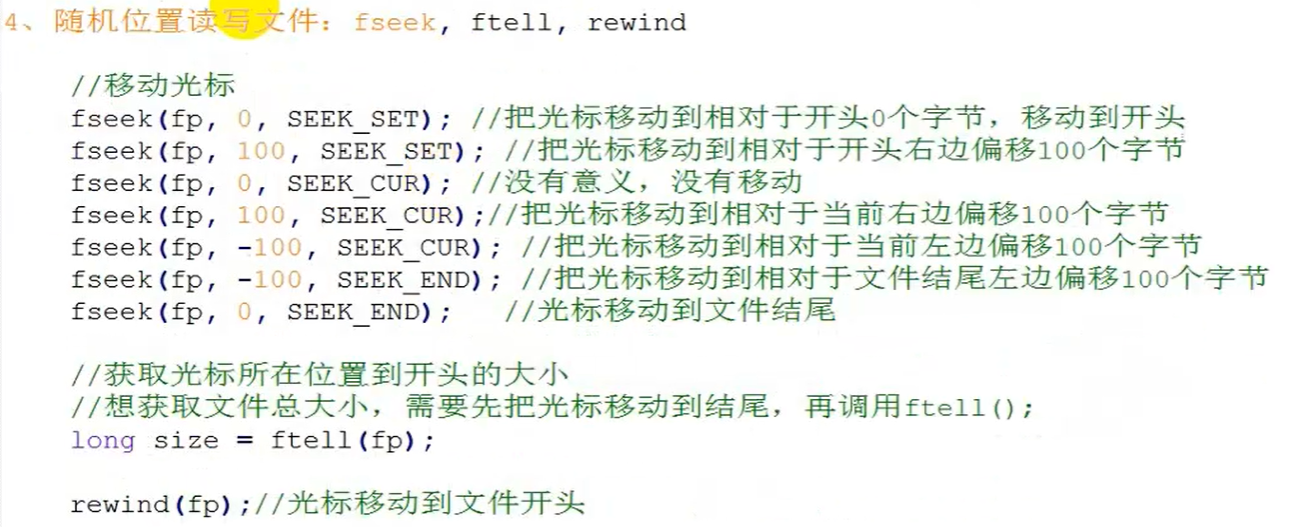 4、随机位置读写文件：fseek, ftell, rewind
//移动光标
fseek(fp, 0, SEEK_SET); //把光标移动到相对于开头0个字节，移动到开头
fseek(fp, 100, SEEK_SET); //把光标移动到相对于开头右边偏移100个字节
fseek(fp, 0, SEEK_CUR); //没有意义，没有移动
fseek(fp, 100, SEEK_CUR);//把光标移动到相对于当前右边偏移100个字节
fseek(fp, -100, SEEK_CUR); //把光标移动到相对于当前左边偏移100个字节
fseek(fp, -100, SEEK_END); //把光标移动到相对于文件结尾左边偏移100个字节
fseek(fp, 0, SEEK_END); //光标移动到文件结尾
//获取光标所在位置到开头的大小
//想获取文件总大小，需要先把光标移动到结尾，再调用ftell();
long size = ftell(fp);
rewind(fp);//光标移动到文件开头